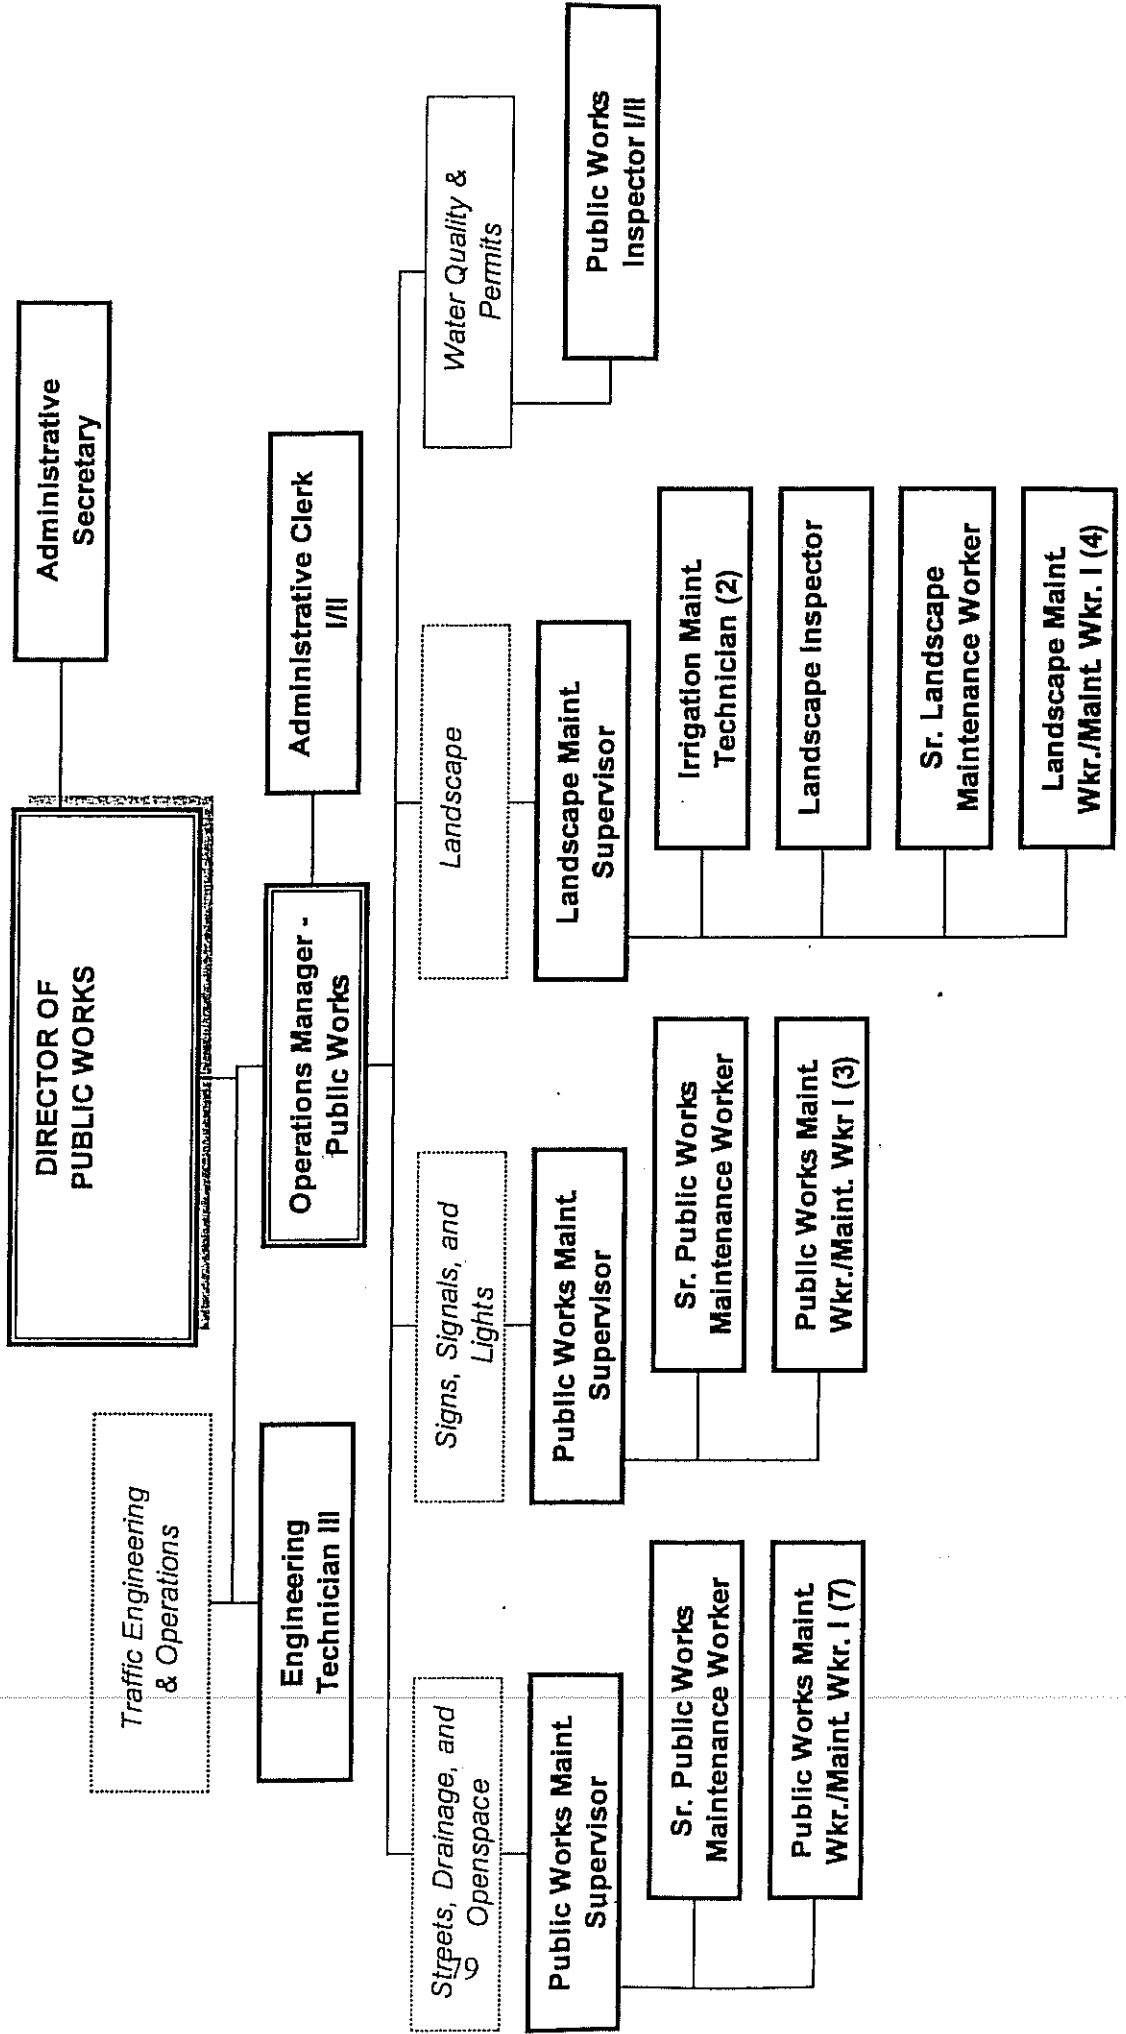 Administrative
Secretary
DIRECTOR OF
PUBLIC WORKS
Traffic Engineering
& Operations
Administrative Clerk
I/II
Operations Manager -
Public Works
Engineering
Technician III
Streets, Drainage, and
Openspace
Signs, Signals, and
Lights
Landscape
Water Quality &
Permits
Public Works Maint.
Supervisor
Public Works Maint.
Supervisor
Landscape Maint.
Supervisor
Public Works
Inspector I/II
Sr. Public Works
Maintenance Worker
Sr. Public Works
Maintenance Worker
Irrigation Maint.
Technician (2)
Public Works Maint.
Wkr./Maint. Wkr. I (7)
Public Works Maint.
Wkr./Maint. Wkr I (3)
Landscape Inspector
Sr. Landscape
Maintenance Worker
Landscape Maint.
Wkr./Maint. Wkr. I (4)
79